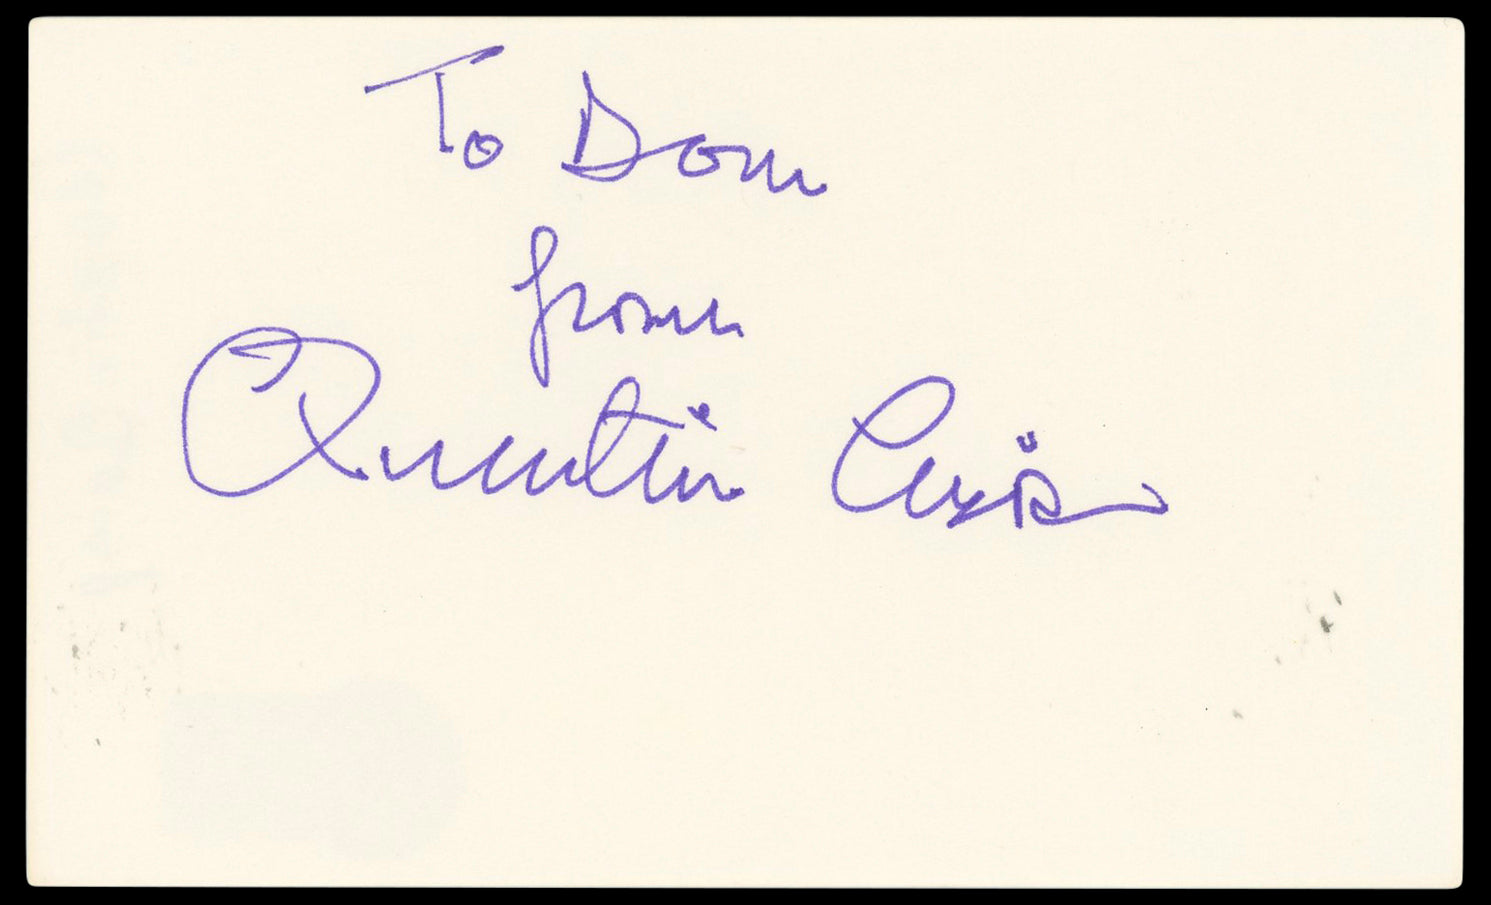 To Dom
from
Quentin Crisp